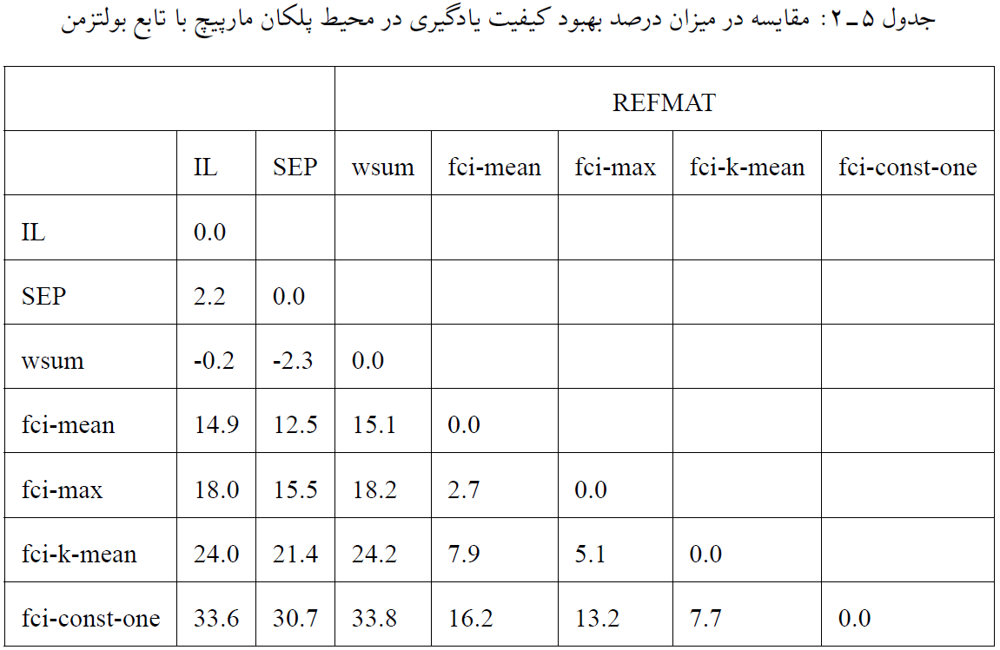 جدول ۵ـ۲: مقایسه در میزان درصد بهبود کیفیت یادگیری در محیط پلکان مارپیچ با تابع بولتزمن
REFMAT
IL SEP wsum fci-mean fci-max fci-k-mean fci-const-one
IL 0.0
SEP 2.2 0.0
wsum -0.2 -2.3 0.0
fci-mean 14.9 12.5 15.1 0.0
fci-max 18.0 15.5 18.2 2.7 0.0
fci-k-mean 24.0 21.4 24.2 7.9 5.1 0.0
fci-const-one 33.6 30.7 33.8 16.2 13.2 7.7 0.0